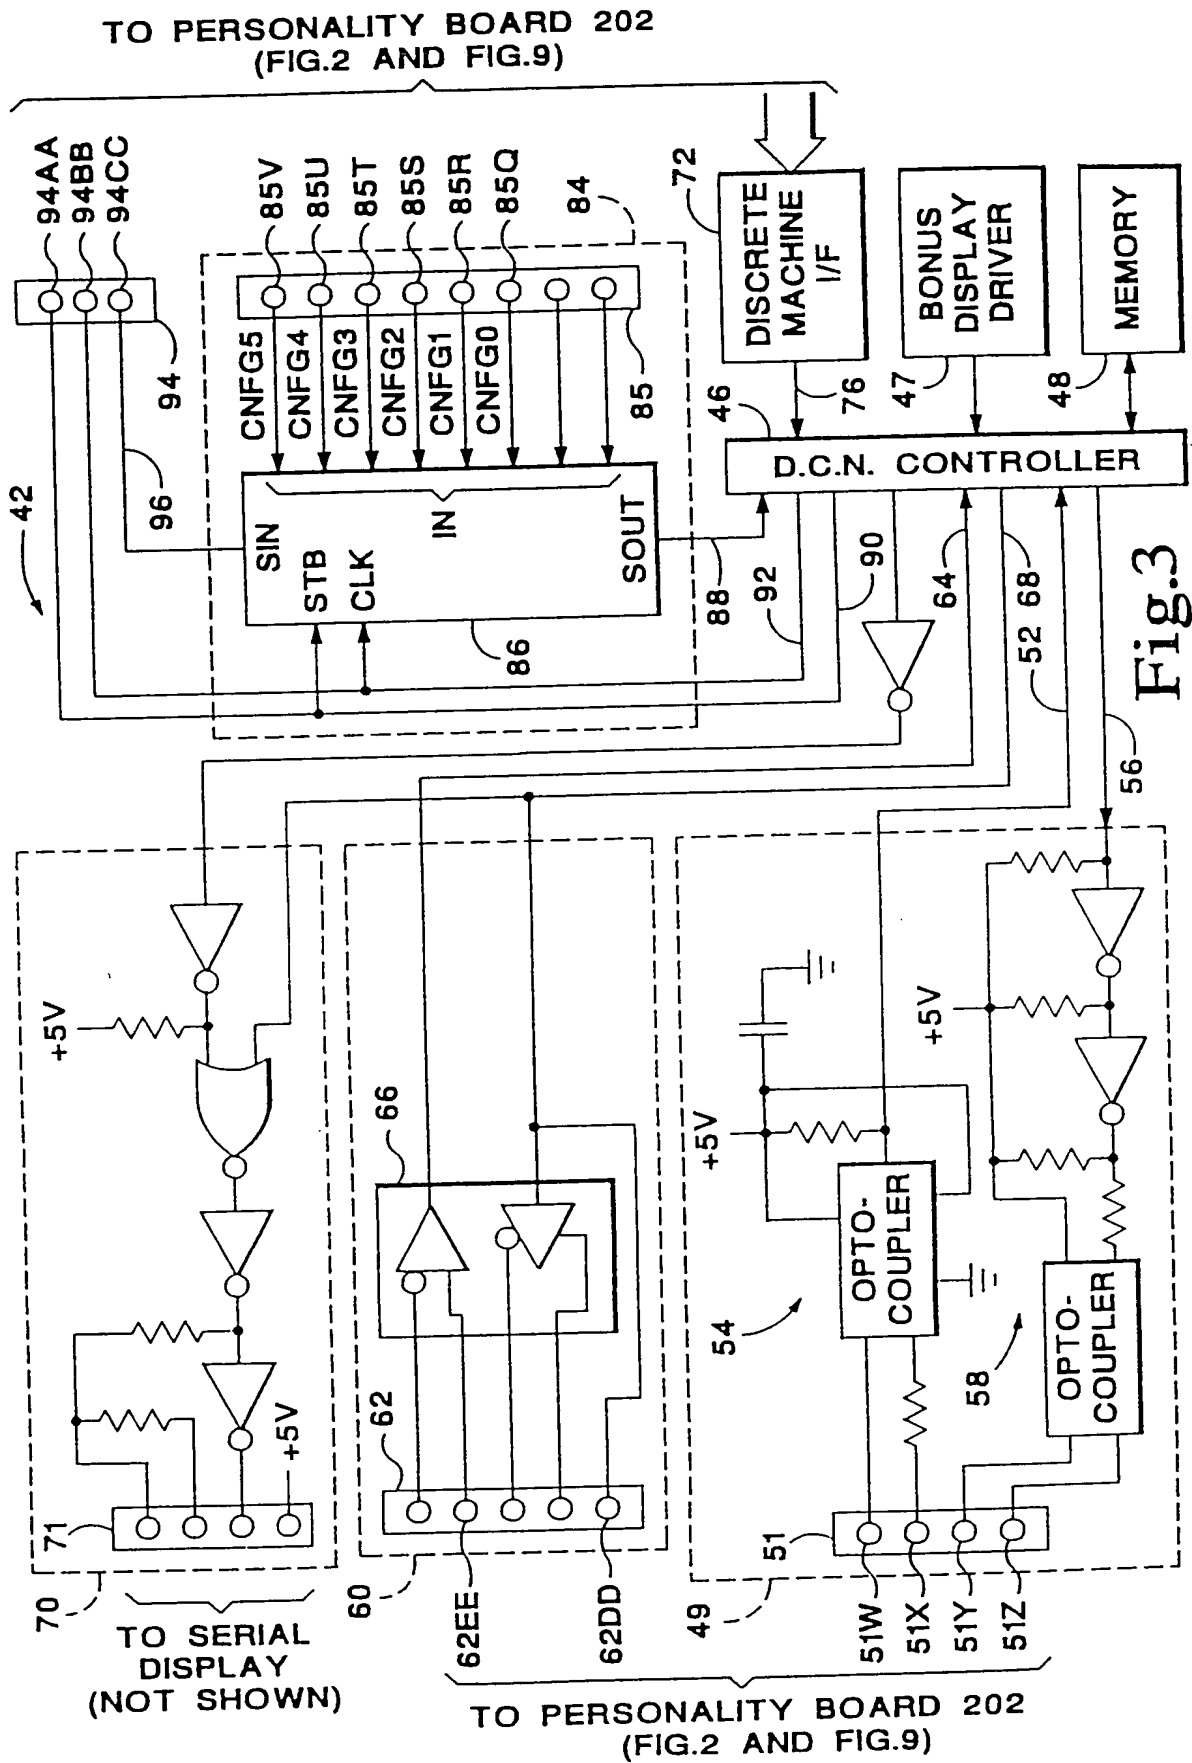 TO PERSONALITY BOARD 202
(FIG.2 AND FIG.9)
94AA
94BB
94CC
94
42
96
85V
85U
85T
85S
85R
85Q
84
85
CNFG5
CNFG4
CNFG3
CNFG2
CNFG1
CNFG0
SIN
STB
CLK
IN
SOUT
86
88
72
DISCRETE
MACHINE
I/F
76
BONUS
DISPLAY
DRIVER
47
MEMORY
48
46
D.C.N. CONTROLLER
92
90
64
68
52
56
Fig.3
+5V
+5V
71
70
TO SERIAL
DISPLAY
(NOT SHOWN)
66
62
60
62EE
62DD
+5V
+5V
OPTO-
COUPLER
54
OPTO-
COUPLER
58
51
49
51W
51X
51Y
51Z
TO PERSONALITY BOARD 202
(FIG.2 AND FIG.9)